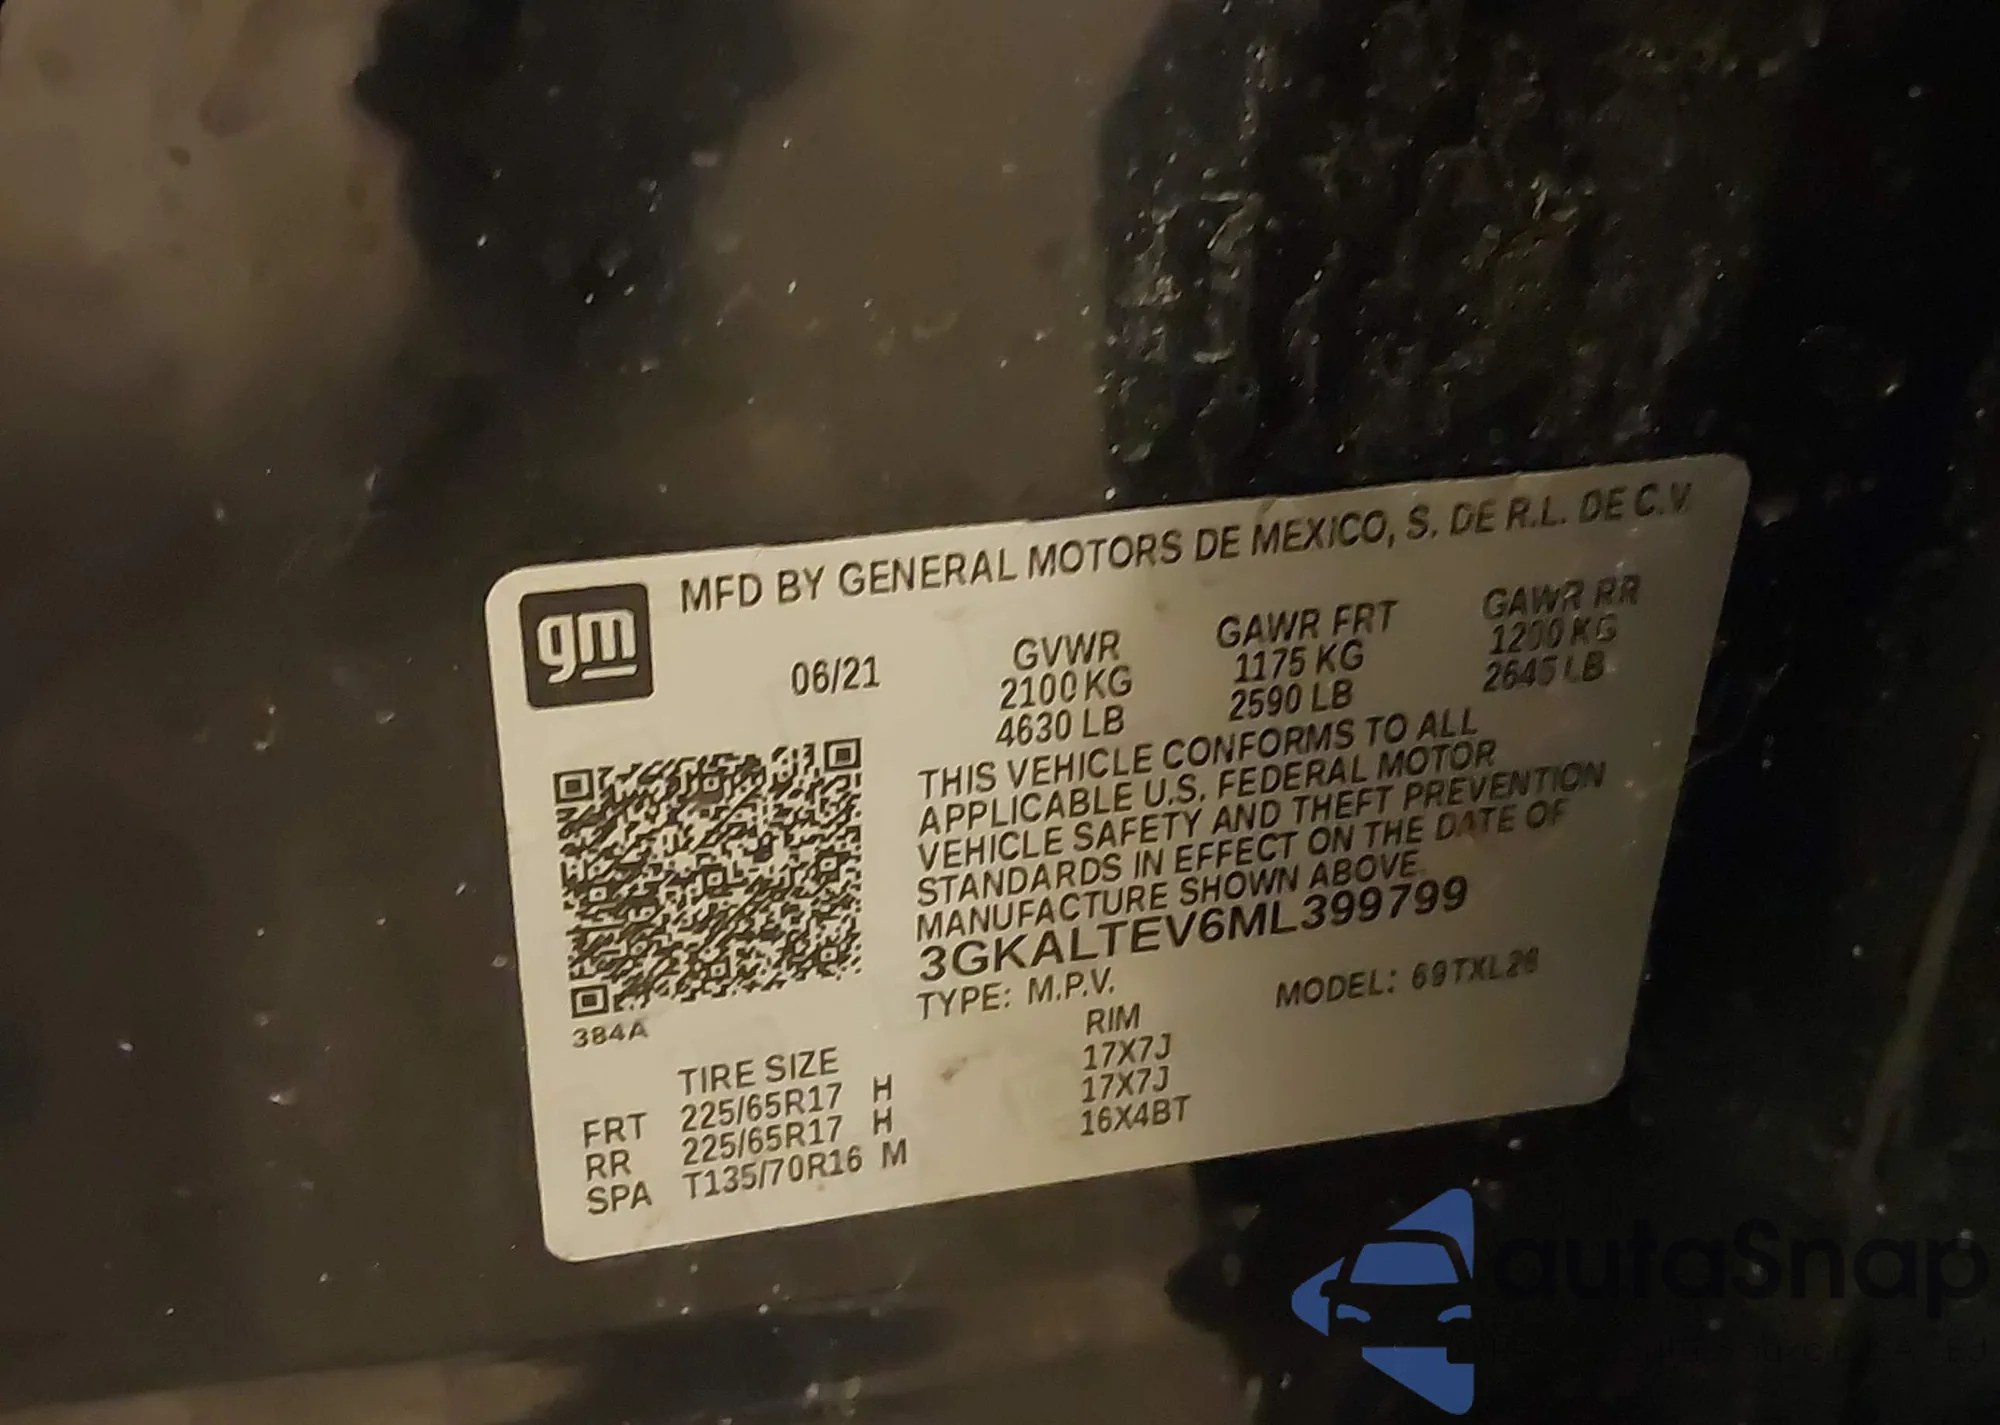 gm
MFD BY GENERAL MOTORS DE MEXICO, S. DE R.L. DE C.V.
06/21
GVWR
2100 KG
4630 LB
GAWR FRT
1175 KG
2590 LB
GAWR RR
1200 KG
2645 LB
THIS VEHICLE CONFORMS TO ALL
APPLICABLE U.S. FEDERAL MOTOR
VEHICLE SAFETY AND THEFT PREVENTION
STANDARDS IN EFFECT ON THE DATE OF
MANUFACTURE SHOWN ABOVE.
3GKALTEV6ML399799
TYPE: M.P.V. MODEL: 69TXL26
384A
TIRE SIZE RIM
FRT 225/65R17 H 17X7J
RR 225/65R17 H 17X7J
SPA T135/70R16 M 16X4BT
autaSnap